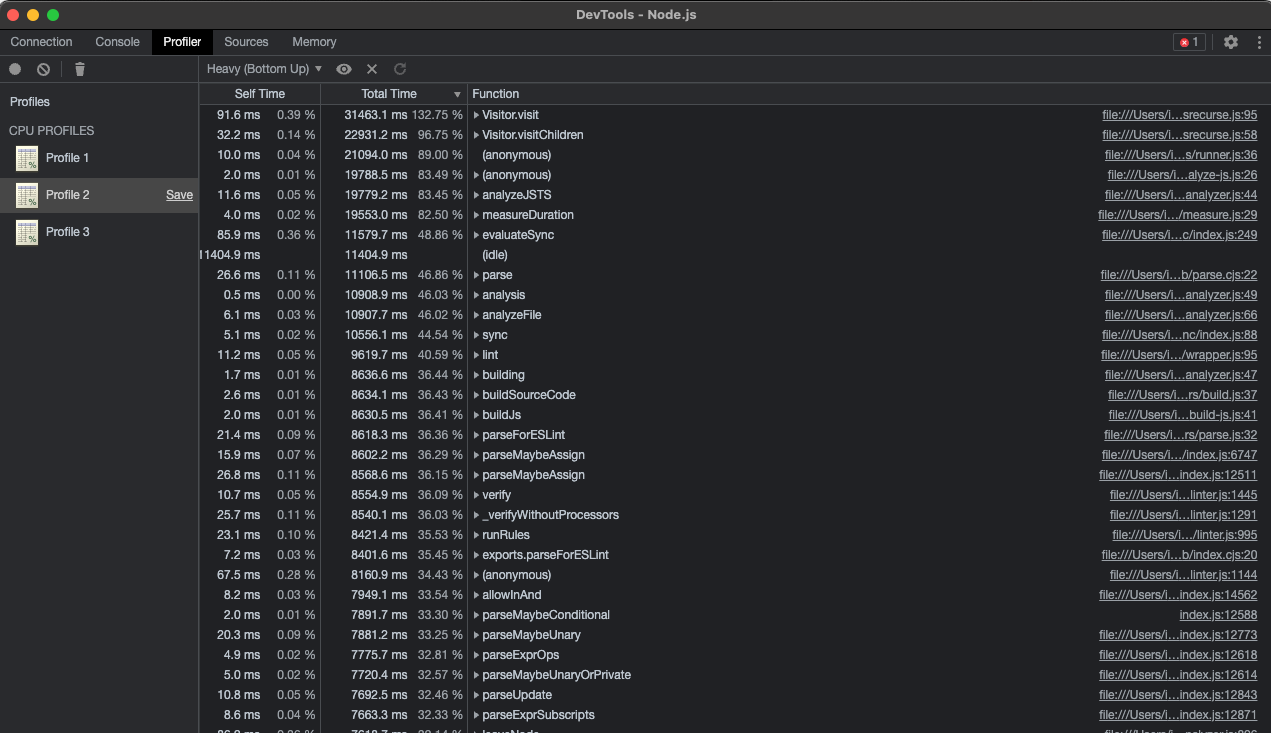 DevTools - Node.js
Connection Console Profiler Sources Memory 1
Heavy (Bottom Up)
Profiles
CPU PROFILES
Profile 1
Profile 2 Save
Profile 3
Self Time Total Time Function
91.6 ms 0.39 % 31463.1 ms 132.75 % Visitor.visit file:///Users/i…srecurse.js:95
32.2 ms 0.14 % 22931.2 ms 96.75 % Visitor.visitChildren file:///Users/i…srecurse.js:58
10.0 ms 0.04 % 21094.0 ms 89.00 % (anonymous) file:///Users/i…s/runner.js:36
2.0 ms 0.01 % 19788.5 ms 83.49 % (anonymous) file:///Users/i…alyze-js.js:26
11.6 ms 0.05 % 19779.2 ms 83.45 % analyzeJSTS file:///Users/i…analyzer.js:44
4.0 ms 0.02 % 19553.0 ms 82.50 % measureDuration file:///Users/i…/measure.js:29
85.9 ms 0.36 % 11579.7 ms 48.86 % evaluateSync file:///Users/i…c/index.js:249
11404.9 ms 11404.9 ms (idle)
26.6 ms 0.11 % 11106.5 ms 46.86 % parse file:///Users/i…b/parse.cjs:22
0.5 ms 0.00 % 10908.9 ms 46.03 % analysis file:///Users/i…analyzer.js:49
6.1 ms 0.03 % 10907.7 ms 46.02 % analyzeFile file:///Users/i…analyzer.js:66
5.1 ms 0.02 % 10556.1 ms 44.54 % sync file:///Users/i…nc/index.js:88
11.2 ms 0.05 % 9619.7 ms 40.59 % lint file:///Users/i…/wrapper.js:95
1.7 ms 0.01 % 8636.6 ms 36.44 % building file:///Users/i…analyzer.js:47
2.6 ms 0.01 % 8634.1 ms 36.43 % buildSourceCode file:///Users/i…rs/build.js:37
2.0 ms 0.01 % 8630.5 ms 36.41 % buildJs file:///Users/i…build-js.js:41
21.4 ms 0.09 % 8618.3 ms 36.36 % parseForESLint file:///Users/i…rs/parse.js:32
15.9 ms 0.07 % 8602.2 ms 36.29 % parseMaybeAssign file:///Users/i…/index.js:6747
26.8 ms 0.11 % 8568.6 ms 36.15 % parseMaybeAssign file:///Users/i…index.js:12511
10.7 ms 0.05 % 8554.9 ms 36.09 % verify file:///Users/i…linter.js:1445
25.7 ms 0.11 % 8540.1 ms 36.03 % _verifyWithoutProcessors file:///Users/i…linter.js:1291
23.1 ms 0.10 % 8421.4 ms 35.53 % runRules file:///Users/i…/linter.js:995
7.2 ms 0.03 % 8401.6 ms 35.45 % exports.parseForESLint file:///Users/i…b/index.cjs:20
67.5 ms 0.28 % 8160.9 ms 34.43 % (anonymous) file:///Users/i…linter.js:1144
8.2 ms 0.03 % 7949.1 ms 33.54 % allowInAnd file:///Users/i…index.js:14562
2.0 ms 0.01 % 7891.7 ms 33.30 % parseMaybeConditional index.js:12588
20.3 ms 0.09 % 7881.2 ms 33.25 % parseMaybeUnary file:///Users/i…index.js:12773
4.9 ms 0.02 % 7775.7 ms 32.81 % parseExprOps file:///Users/i…index.js:12618
5.0 ms 0.02 % 7720.4 ms 32.57 % parseMaybeUnaryOrPrivate file:///Users/i…index.js:12614
10.8 ms 0.05 % 7692.5 ms 32.46 % parseUpdate file:///Users/i…index.js:12843
8.6 ms 0.04 % 7663.3 ms 32.33 % parseExprSubscripts file:///Users/i…index.js:12871